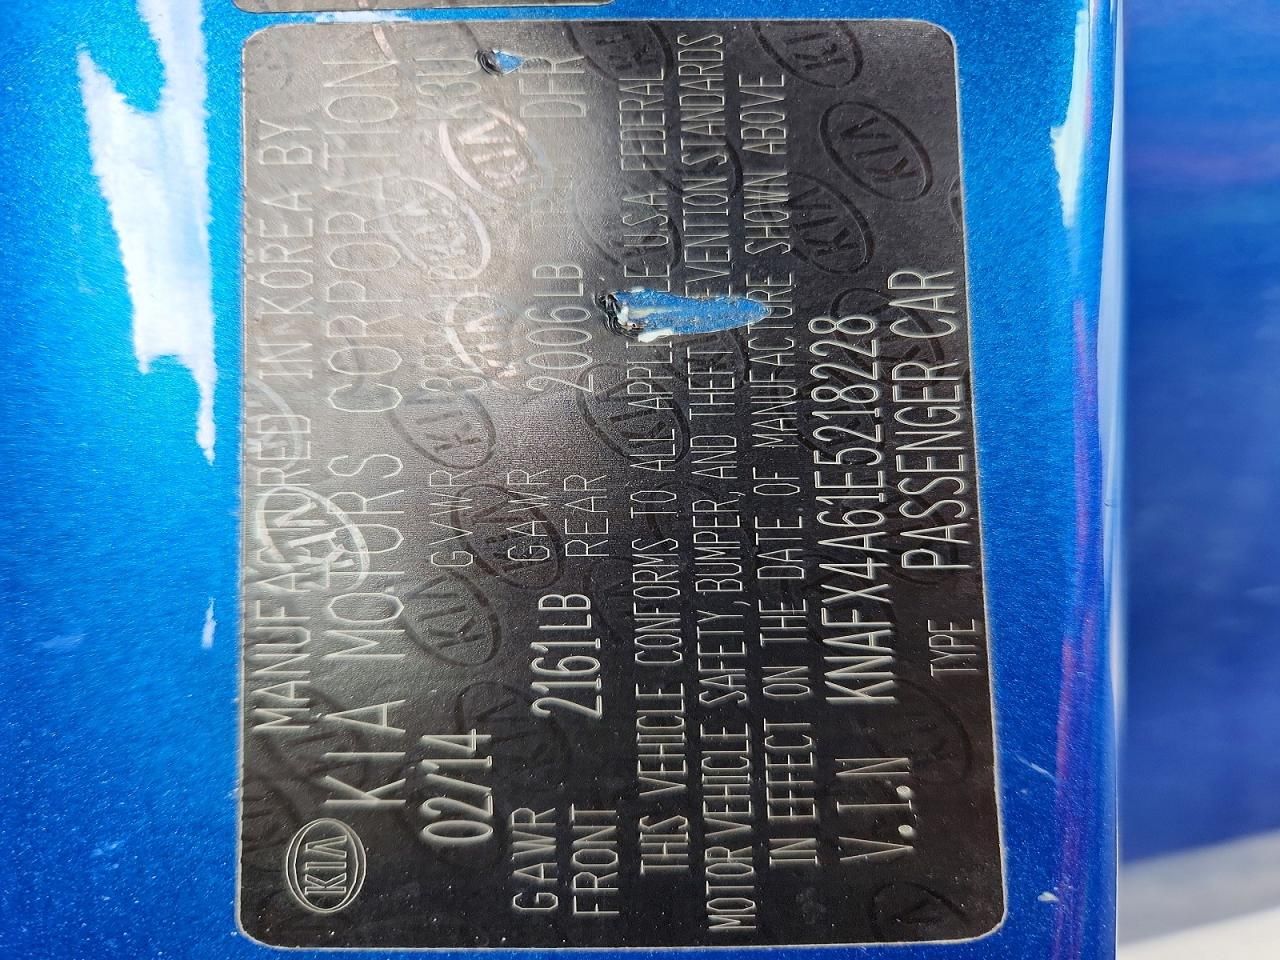 KIA
MANUFACTURED IN KOREA BY
KIA MOTORS CORPORATION
02/14 GVWR
GAWR FRONT 2161LB GAWR REAR 2006LB
THIS VEHICLE CONFORMS TO ALL FEDERAL
MOTOR VEHICLE SAFETY, BUMPER, AND THEFT STANDARDS
IN EFFECT ON THE DATE OF MANUFACTURE SHOWN ABOVE
V.I.N KNAFX4A61E5218228
TYPE PASSENGER CAR